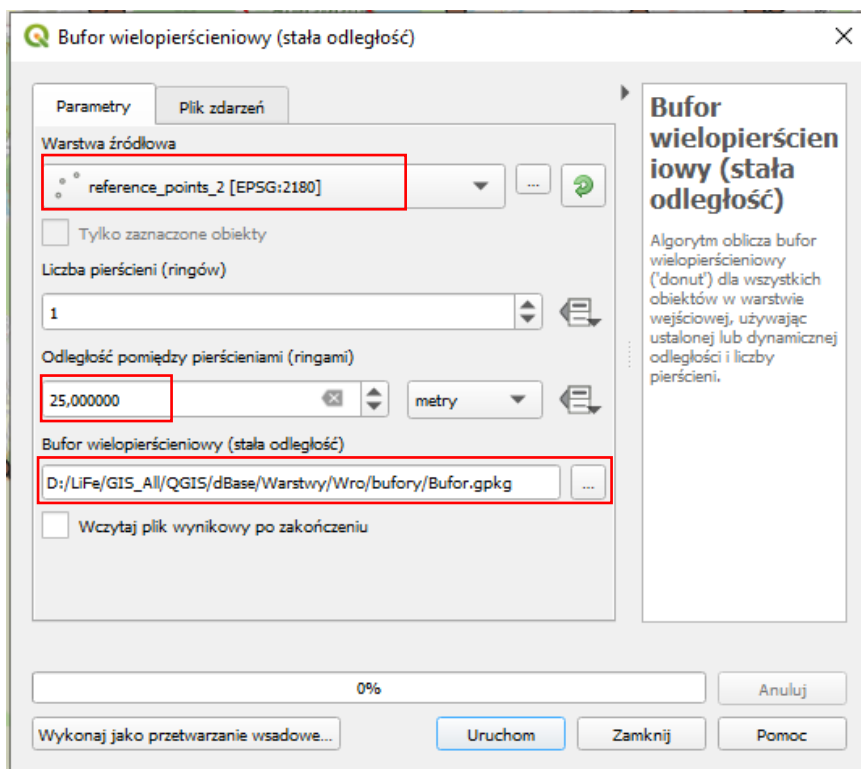 Bufor wielopierścieniowy (stała odległość)
Parametry
Plik zdarzeń
Warstwa źródłowa
reference_points_2 [EPSG:2180]
...
Tylko zaznaczone obiekty
Liczba pierścieni (ringów)
1
Odległość pomiędzy pierścieniami (ringami)
25,000000
metry
Bufor wielopierścieniowy (stała odległość)
D:/LiFe/GIS_All/QGIS/dBase/Warstwy/Wro/bufory/Bufor.gpkg
...
Wczytaj plik wynikowy po zakończeniu
Bufor
wielopierścien
iowy (stała
odległość)
Algorytm oblicza bufor
wielopierścieniowy
('donut') dla wszystkich
obiektów w warstwie
wejściowej, używając
ustalonej lub dynamicznej
odległości i liczby
pierścieni.
0%
Anuluj
Wykonaj jako przetwarzanie wsadowe...
Uruchom
Zamknij
Pomoc